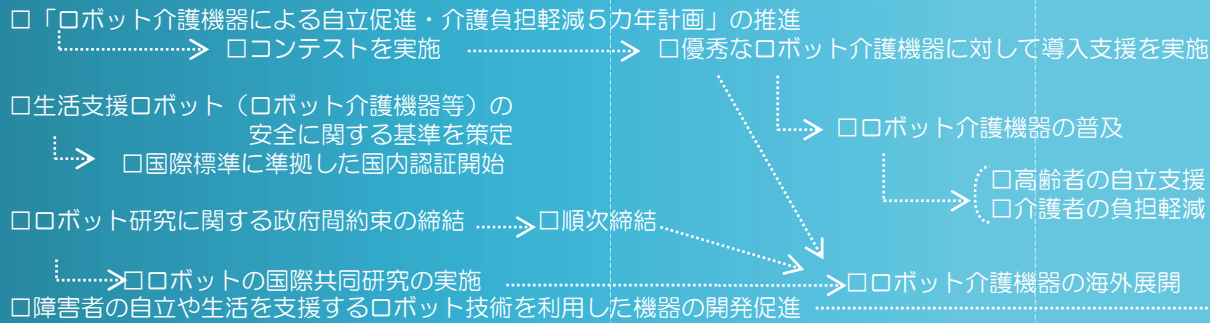 □「ロボット介護機器による自立促進・介護負担軽減５カ年計画」の推進
□コンテストを実施
□優秀なロボット介護機器に対して導入支援を実施
□生活支援ロボット（ロボット介護機器等）の
安全に関する基準を策定
□ロボット介護機器の普及
□国際標準に準拠した国内認証開始
□高齢者の自立支援
□介護者の負担軽減
□ロボット研究に関する政府間約束の締結
□順次締結
□ロボットの国際共同研究の実施
□ロボット介護機器の海外展開
□障害者の自立や生活を支援するロボット技術を利用した機器の開発促進